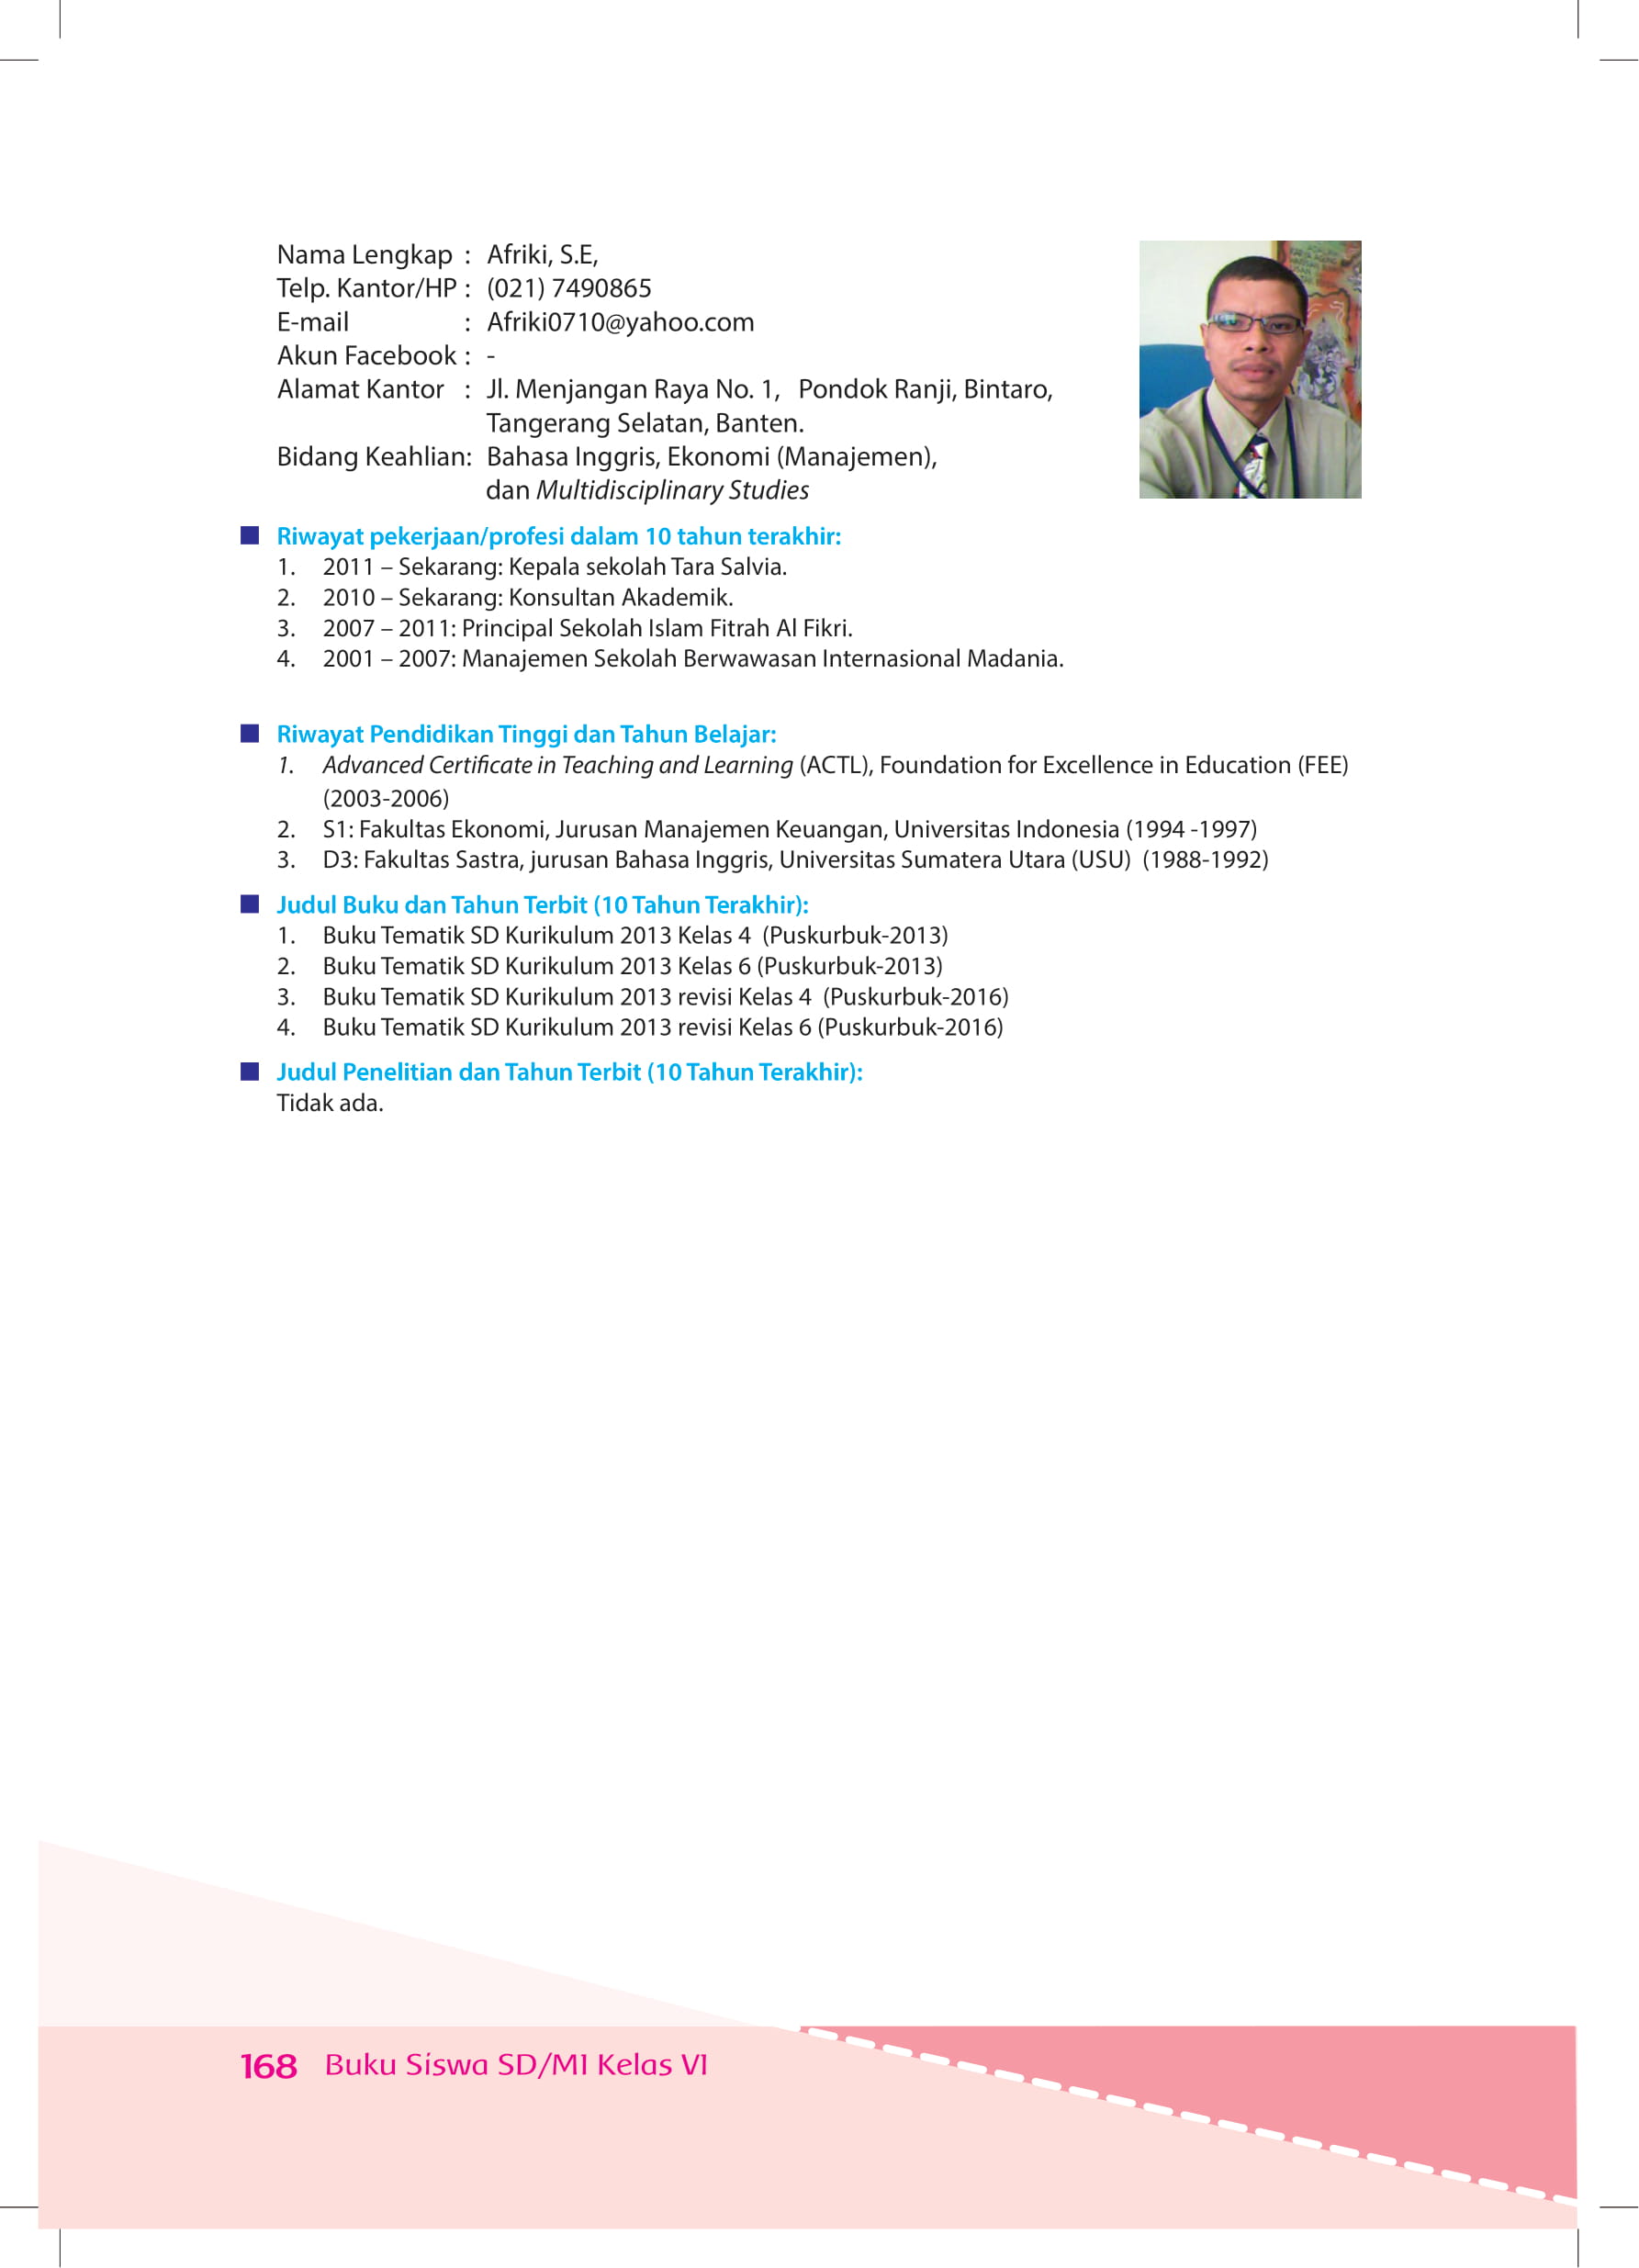 Nama Lengkap : Afriki, S.E,
Telp. Kantor/HP : (021) 7490865
E-mail : Afriki0710@yahoo.com
Akun Facebook : -
Alamat Kantor : Jl. Menjangan Raya No. 1, Pondok Ranji, Bintaro,
Tangerang Selatan, Banten.
Bidang Keahlian: Bahasa Inggris, Ekonomi (Manajemen),
dan Multidisciplinary Studies
Riwayat pekerjaan/profesi dalam 10 tahun terakhir:
1. 2011 – Sekarang: Kepala sekolah Tara Salvia.
2. 2010 – Sekarang: Konsultan Akademik.
3. 2007 – 2011: Principal Sekolah Islam Fitrah Al Fikri.
4. 2001 – 2007: Manajemen Sekolah Berwawasan Internasional Madania.
Riwayat Pendidikan Tinggi dan Tahun Belajar:
1. Advanced Certificate in Teaching and Learning (ACTL), Foundation for Excellence in Education (FEE)
(2003-2006)
2. S1: Fakultas Ekonomi, Jurusan Manajemen Keuangan, Universitas Indonesia (1994 -1997)
3. D3: Fakultas Sastra, jurusan Bahasa Inggris, Universitas Sumatera Utara (USU) (1988-1992)
Judul Buku dan Tahun Terbit (10 Tahun Terakhir):
1. Buku Tematik SD Kurikulum 2013 Kelas 4 (Puskurbuk-2013)
2. Buku Tematik SD Kurikulum 2013 Kelas 6 (Puskurbuk-2013)
3. Buku Tematik SD Kurikulum 2013 revisi Kelas 4 (Puskurbuk-2016)
4. Buku Tematik SD Kurikulum 2013 revisi Kelas 6 (Puskurbuk-2016)
Judul Penelitian dan Tahun Terbit (10 Tahun Terakhir):
Tidak ada.
168 Buku Siswa SD/MI Kelas VI